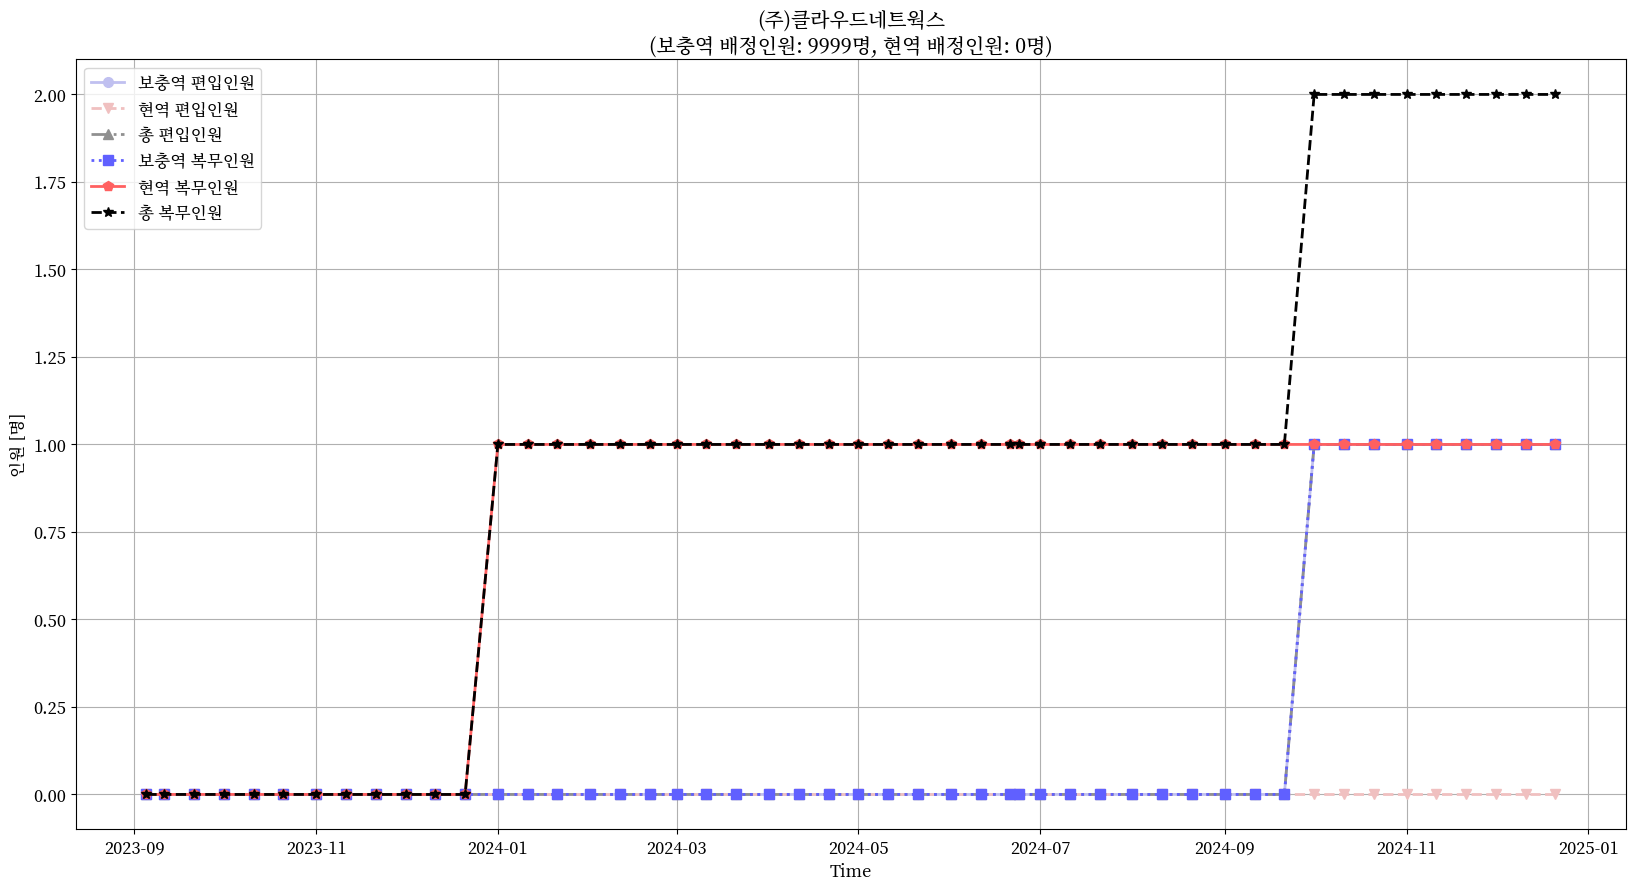 (주)클라우드네트웍스
(보충역 배정인원: 9999명, 현역 배정인원: 0명)
보충역 편입인원
현역 편입인원
총 편입인원
보충역 복무인원
현역 복무인원
총 복무인원
2.00
1.75
1.50
1.25
1.00
0.75
0.50
0.25
0.00
인원 [명]
2023-09
2023-11
2024-01
2024-03
2024-05
2024-07
2024-09
2024-11
2025-01
Time